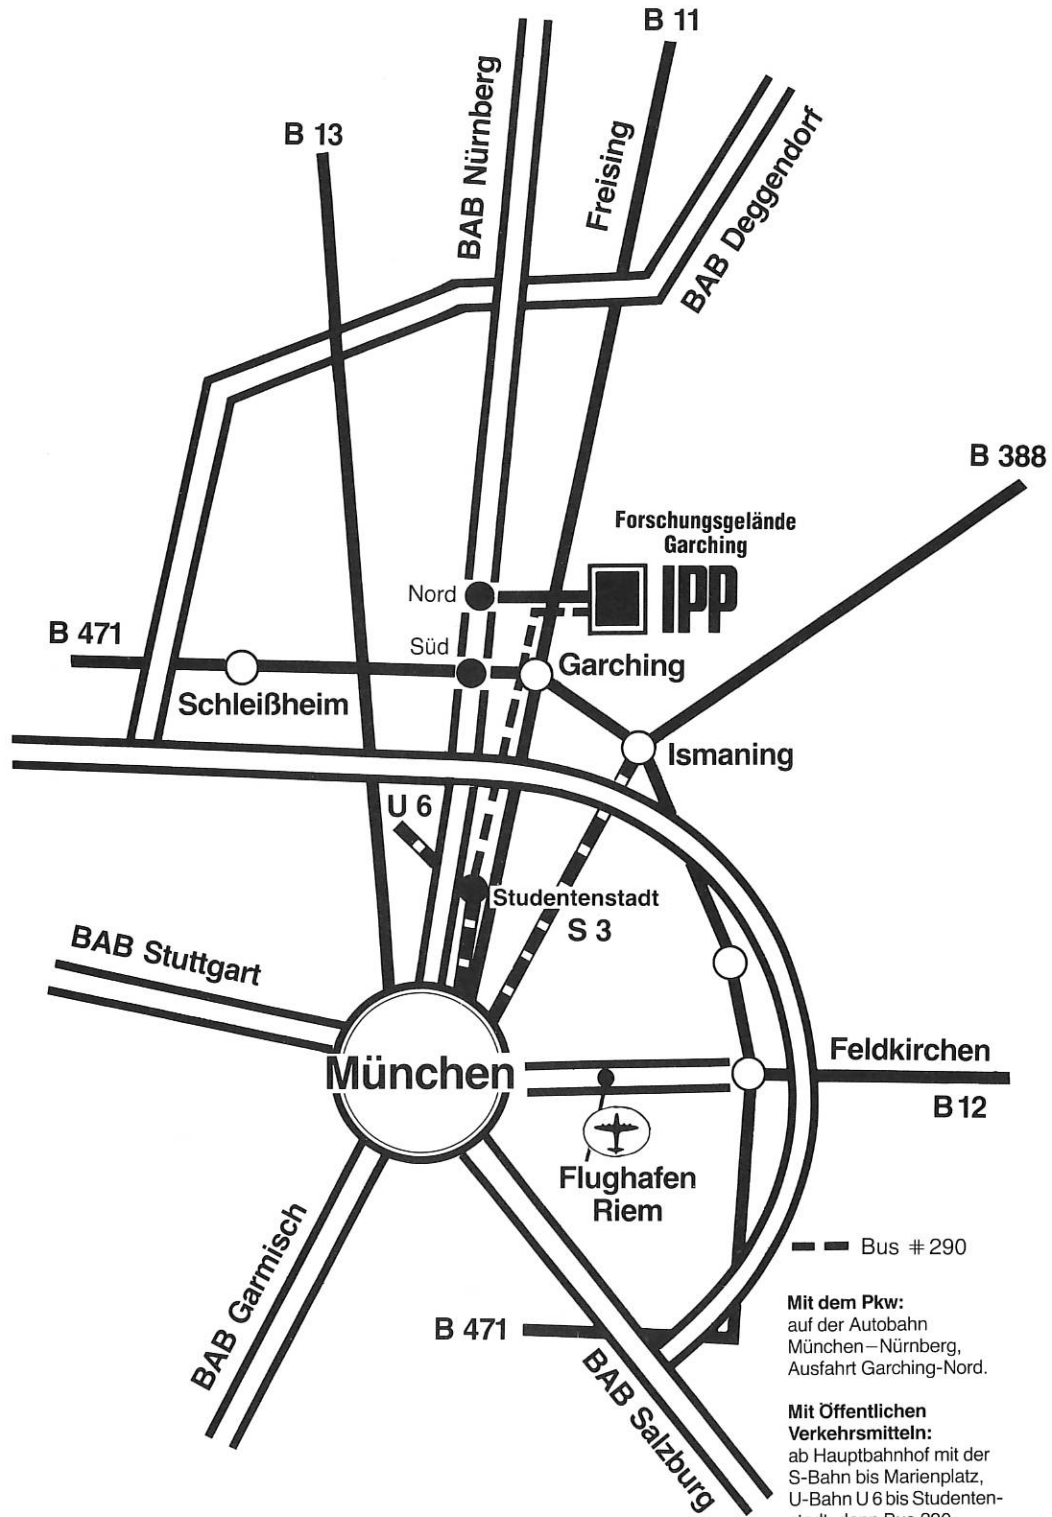 B 11
B 13
BAB Nürnberg
Freising
BAB Deggendorf
B 388
Forschungsgelände
Garching
IPP
Nord
B 471
Süd
Garching
Schleißheim
Ismaning
U 6
Studentenstadt
S 3
BAB Stuttgart
München
Feldkirchen
B 12
Flughafen
Riem
BAB Garmisch
Bus # 290
B 471
BAB Salzburg
Mit dem Pkw:
auf der Autobahn
München–Nürnberg,
Ausfahrt Garching-Nord.
Mit Öffentlichen
Verkehrsmitteln:
ab Hauptbahnhof mit der
S-Bahn bis Marienplatz,
U-Bahn U 6 bis Studenten-